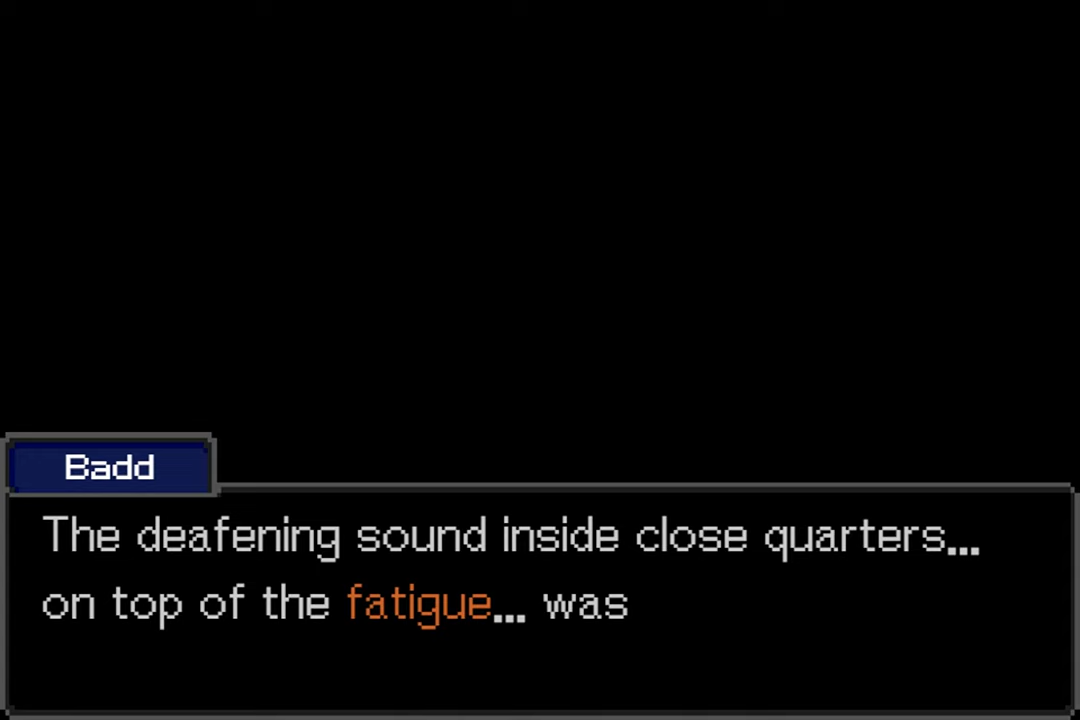 Badd
The deafening sound inside close quarters...
on top of the fatigue... was